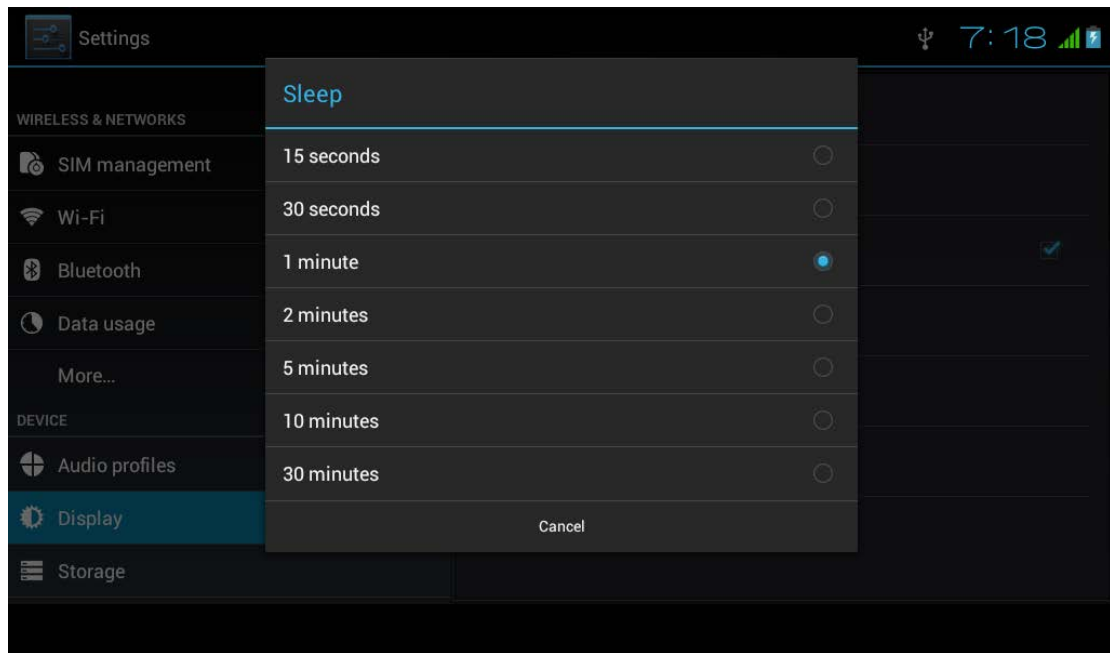 Settings
7:18
WIRELESS & NETWORKS
SIM management
Wi-Fi
Bluetooth
Data usage
More...
DEVICE
Audio profiles
Display
Storage
Sleep
15 seconds
30 seconds
1 minute
2 minutes
5 minutes
10 minutes
30 minutes
Cancel